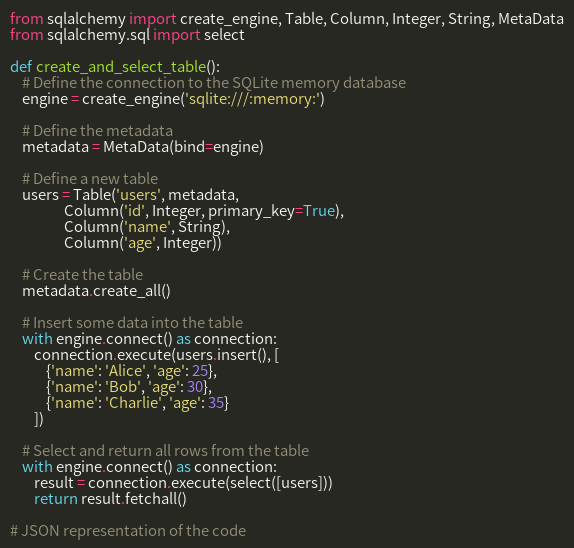 from sqlalchemy import create_engine, Table, Column, Integer, String, MetaData
from sqlalchemy.sql import select

def create_and_select_table():
    # Define the connection to the SQLite memory database
    engine = create_engine('sqlite:///:memory:')

    # Define the metadata
    metadata = MetaData(bind=engine)

    # Define a new table
    users = Table('users', metadata,
                  Column('id', Integer, primary_key=True),
                  Column('name', String),
                  Column('age', Integer))

    # Create the table
    metadata.create_all()

    # Insert some data into the table
    with engine.connect() as connection:
        connection.execute(users.insert(), [
            {'name': 'Alice', 'age': 25},
            {'name': 'Bob', 'age': 30},
            {'name': 'Charlie', 'age': 35}
        ])

    # Select and return all rows from the table
    with engine.connect() as connection:
        result = connection.execute(select([users]))
        return result.fetchall()

# JSON representation of the code